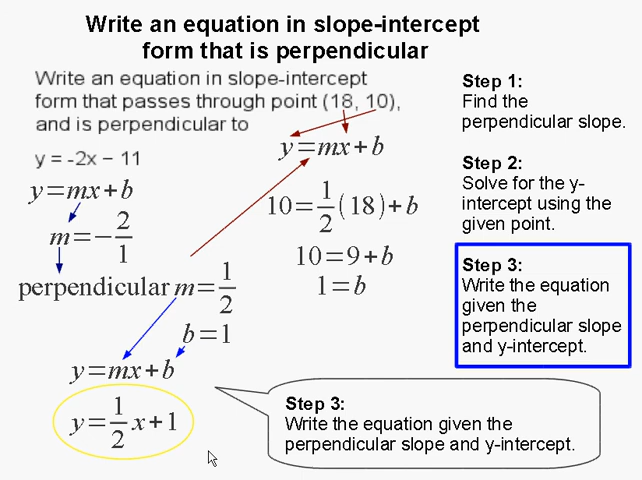 Write an equation in slope-intercept
form that is perpendicular
Write an equation in slope-intercept
form that passes through point (18, 10),
and is perpendicular to
y = -2x − 11
y=mx+b
m=−2/1
perpendicular m=1/2
b=1
y=mx+b
y=1/2 x+1
y=mx+b
10=1/2(18)+b
10=9+b
1=b
Step 1:
Find the
perpendicular slope.
Step 2:
Solve for the y-
intercept using the
given point.
Step 3:
Write the equation
given the
perpendicular slope
and y-intercept.
Step 3:
Write the equation given the
perpendicular slope and y-intercept.